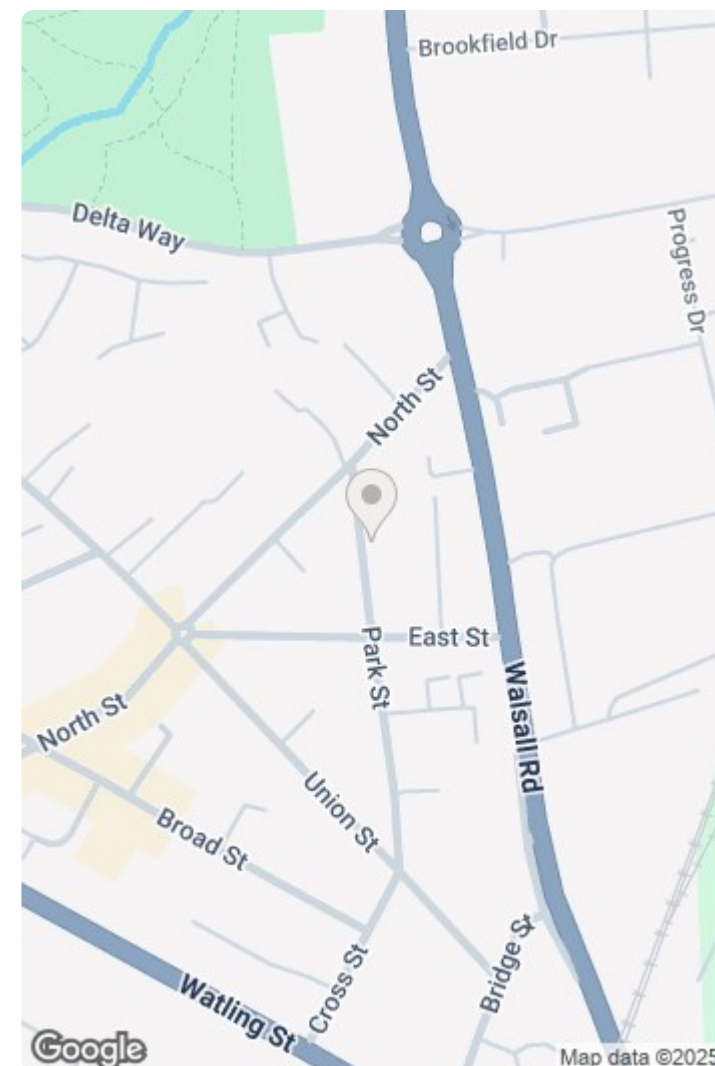 Brookfield Dr
Delta Way
Progress Dr
North St
East St
Park St
Walsall Rd
North St
Union St
Broad St
Bridge St
Cross St
Watling St
Google
Map data ©2025